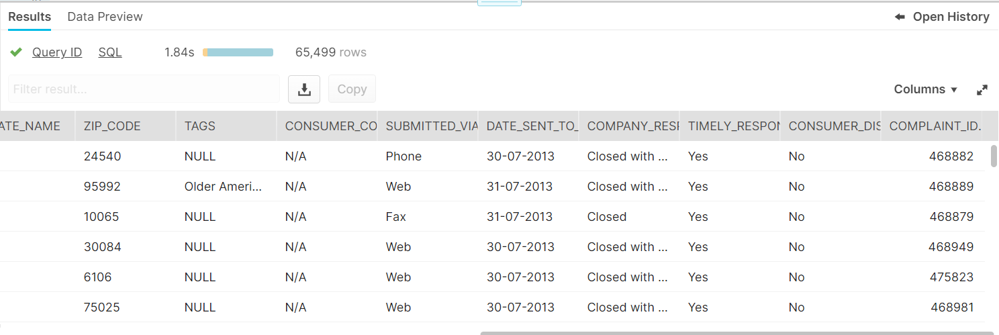 Results Data Preview Open History
Query ID SQL 1.84s 65,499 rows
Filter result... Copy Columns
ATE_NAME ZIP_CODE TAGS CONSUMER_CO SUBMITTED_VIA DATE_SENT_TO_ COMPANY_RESP TIMELY_RESPON CONSUMER_DIS COMPLAINT_ID.
24540 NULL N/A Phone 30-07-2013 Closed with ... Yes No 468882
95992 Older Ameri... N/A Web 31-07-2013 Closed with ... Yes No 468889
10065 NULL N/A Fax 31-07-2013 Closed Yes No 468879
30084 NULL N/A Web 30-07-2013 Closed with ... Yes No 468949
6106 NULL N/A Web 30-07-2013 Closed with ... Yes No 475823
75025 NULL N/A Web 30-07-2013 Closed with ... Yes No 468981